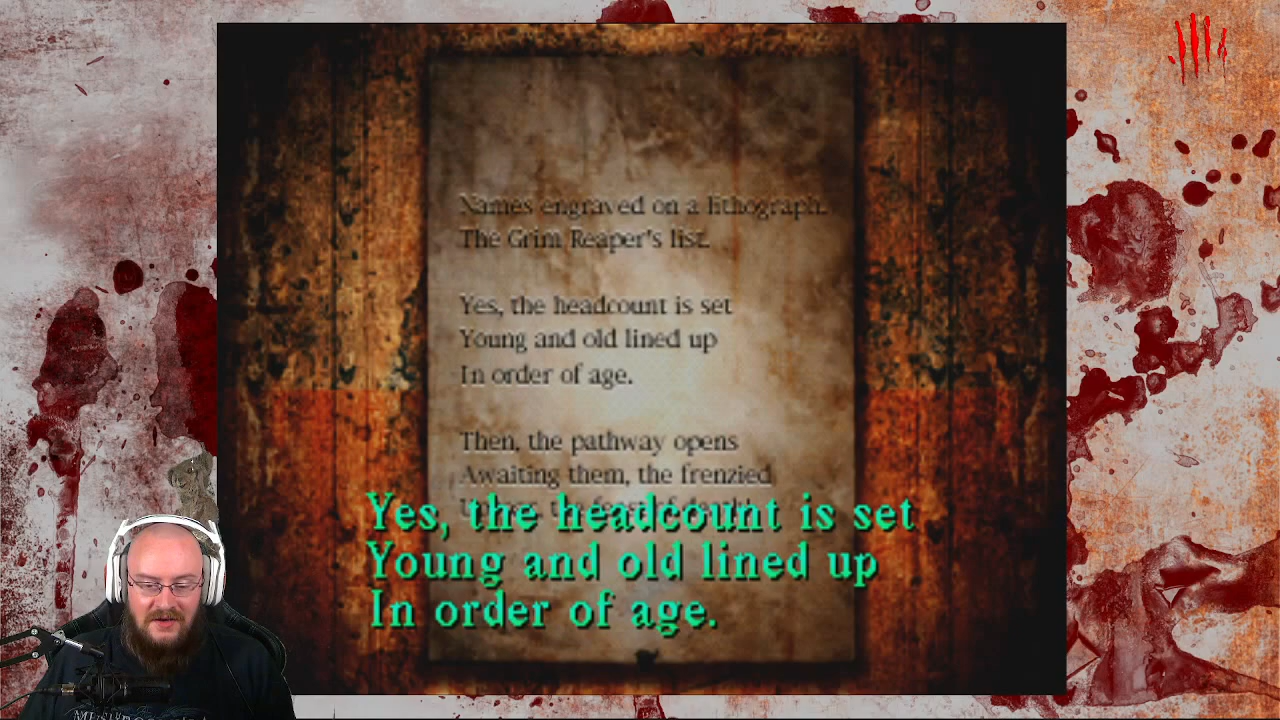 Names engraved on a lithograph.
The Grim Reaper's list.
Yes, the headcount is set
Young and old lined up
In order of age.
Then, the pathway opens
Awaiting them, the frenzied
Yes, the headcount is set
Young and old lined up
In order of age.